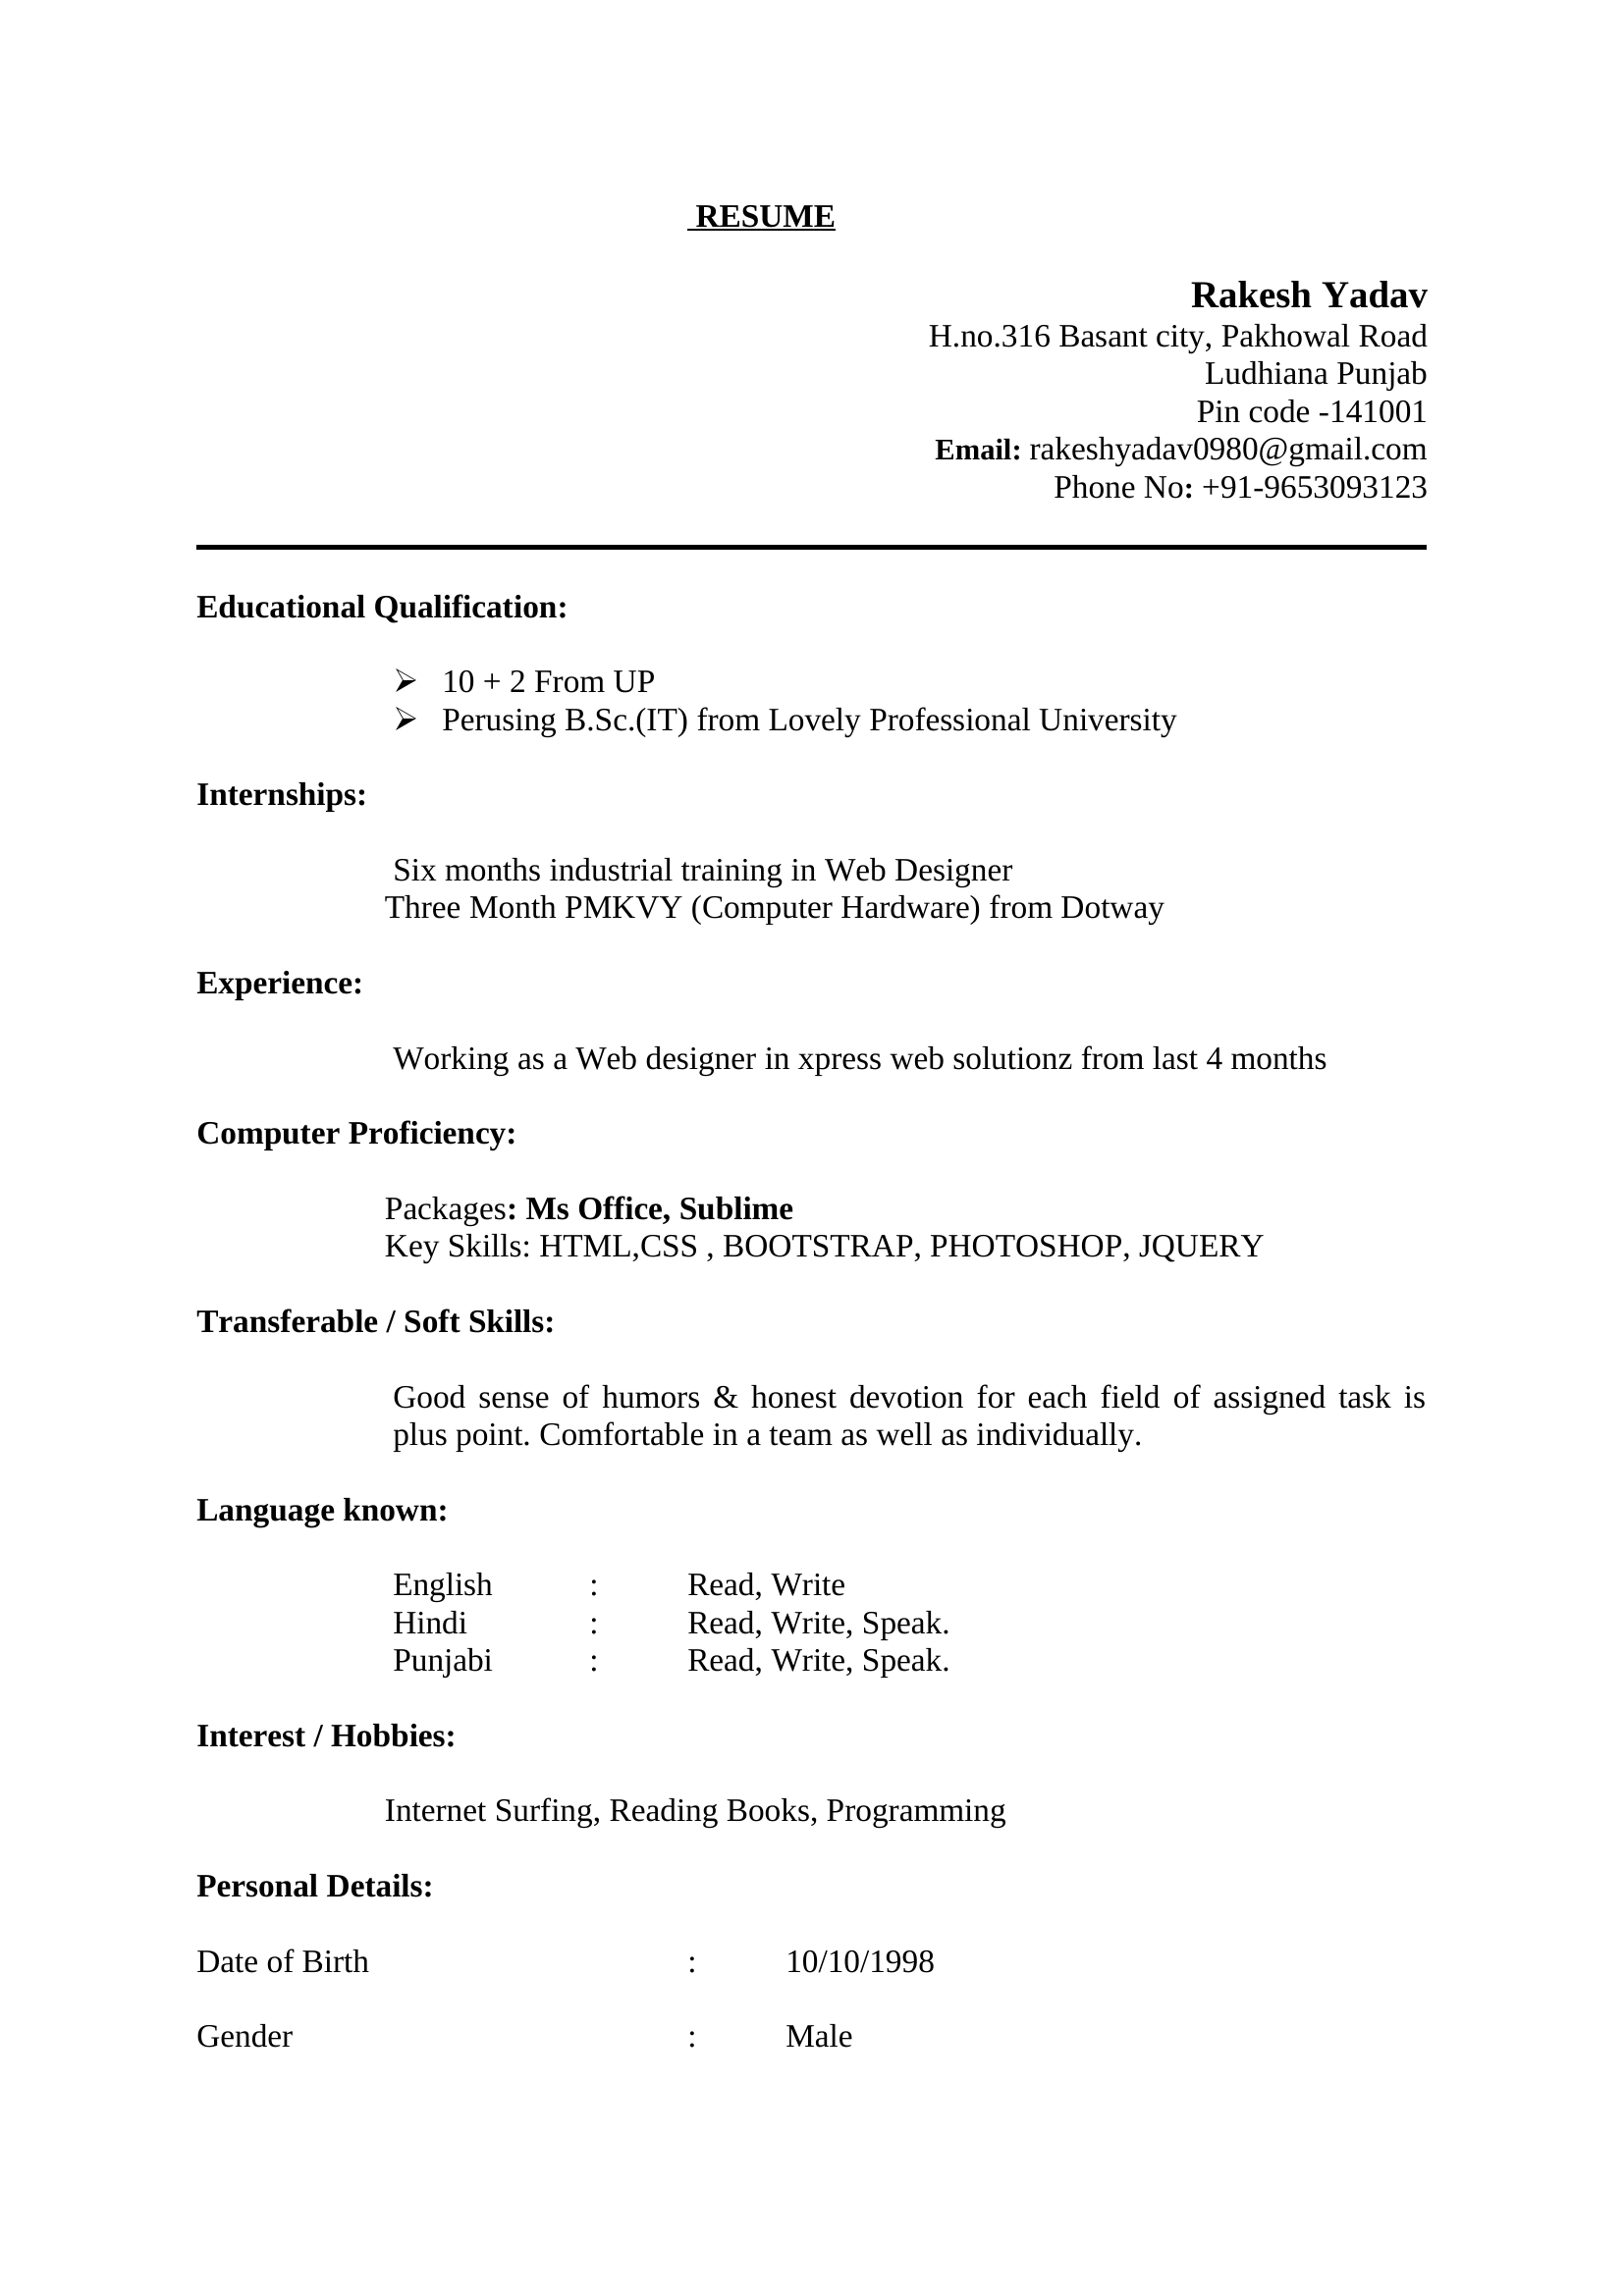 RESUME
Rakesh Yadav
H.no.316 Basant city, Pakhowal Road
Ludhiana Punjab
Pin code -141001
Email: rakeshyadav0980@gmail.com
Phone No: +91-9653093123
Educational Qualification:
➢ 10 + 2 From UP
➢ Perusing B.Sc.(IT) from Lovely Professional University
Internships:
Six months industrial training in Web Designer
Three Month PMKVY (Computer Hardware) from Dotway
Experience:
Working as a Web designer in xpress web solutionz from last 4 months
Computer Proficiency:
Packages: Ms Office, Sublime
Key Skills: HTML,CSS , BOOTSTRAP, PHOTOSHOP, JQUERY
Transferable / Soft Skills:
Good sense of humors & honest devotion for each field of assigned task is
plus point. Comfortable in a team as well as individually.
Language known:
English : Read, Write
Hindi : Read, Write, Speak.
Punjabi : Read, Write, Speak.
Interest / Hobbies:
Internet Surfing, Reading Books, Programming
Personal Details:
Date of Birth : 10/10/1998
Gender : Male